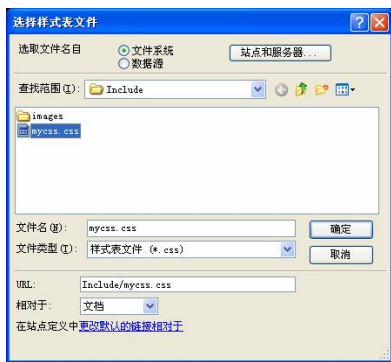 选择样式表文件
选取文件名自
文件系统
数据源
站点和服务器...
查找范围(I):
Include
images
mycss.css
文件名(N):
mycss.css
确定
文件类型(T):
样式表文件 (*.css)
取消
URL:
Include/mycss.css
相对于:
文档
在站点定义中更改默认的链接相对于